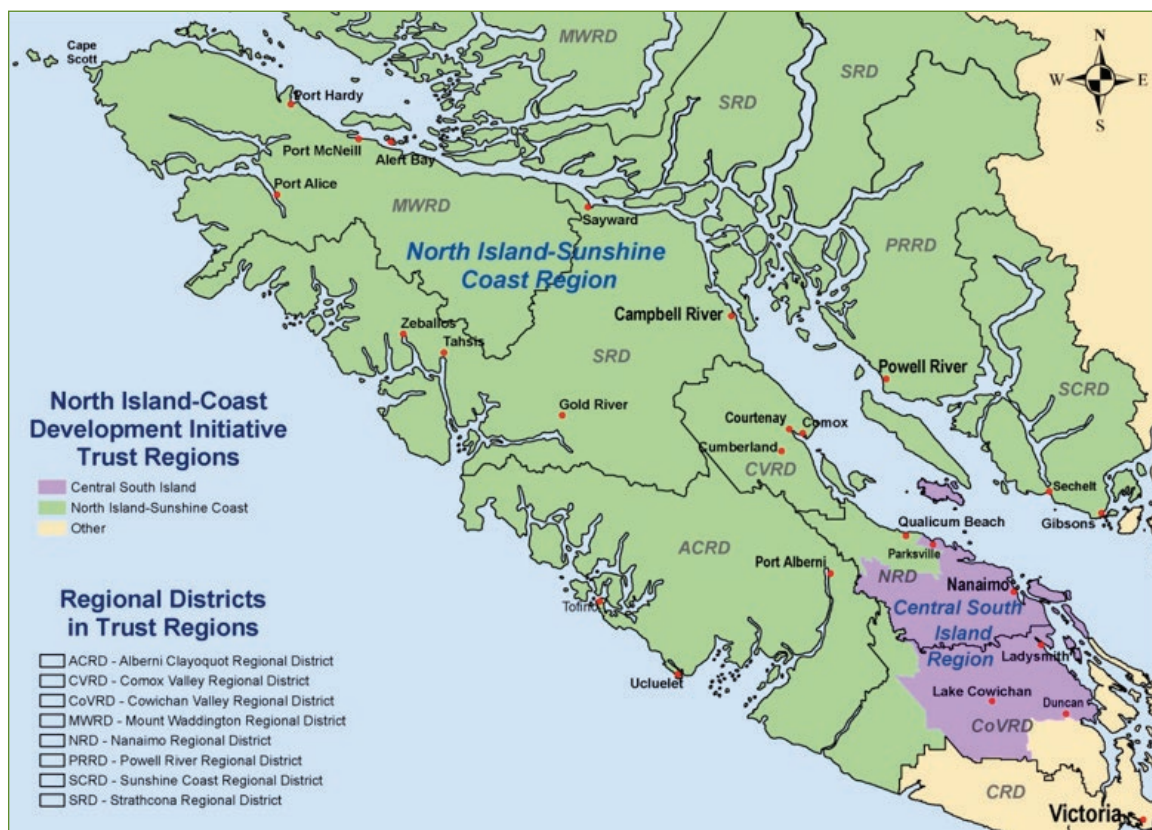 MWRD
SRD
N
W
E
S
Cape
Scott
Port Hardy
SRD
Port McNeill
Alert Bay
Port Alice
MWRD
Sayward
North Island-Sunshine
Coast Region
PRRD
Campbell River
Zeballos
Tahsis
SRD
Powell River
SCRD
North Island-Coast
Development Initiative
Trust Regions
Central South Island
North Island-Sunshine Coast
Other
Gold River
Courtenay
Comox
Cumberland
CVRD
Sechelt
Gibsons
Qualicum Beach
Parksville
ACRD
Port Alberni
NRD
Nanaimo
Central South
Island
Region
Tofino
Ladysmith
Ucluelet
Lake Cowichan
Duncan
CoVRD
CRD
Victoria
Regional Districts
in Trust Regions
ACRD - Alberni Clayoquot Regional District
CVRD - Comox Valley Regional District
CoVRD - Cowichan Valley Regional District
MWRD - Mount Waddington Regional District
NRD - Nanaimo Regional District
PRRD - Powell River Regional District
SCRD - Sunshine Coast Regional District
SRD - Strathcona Regional District